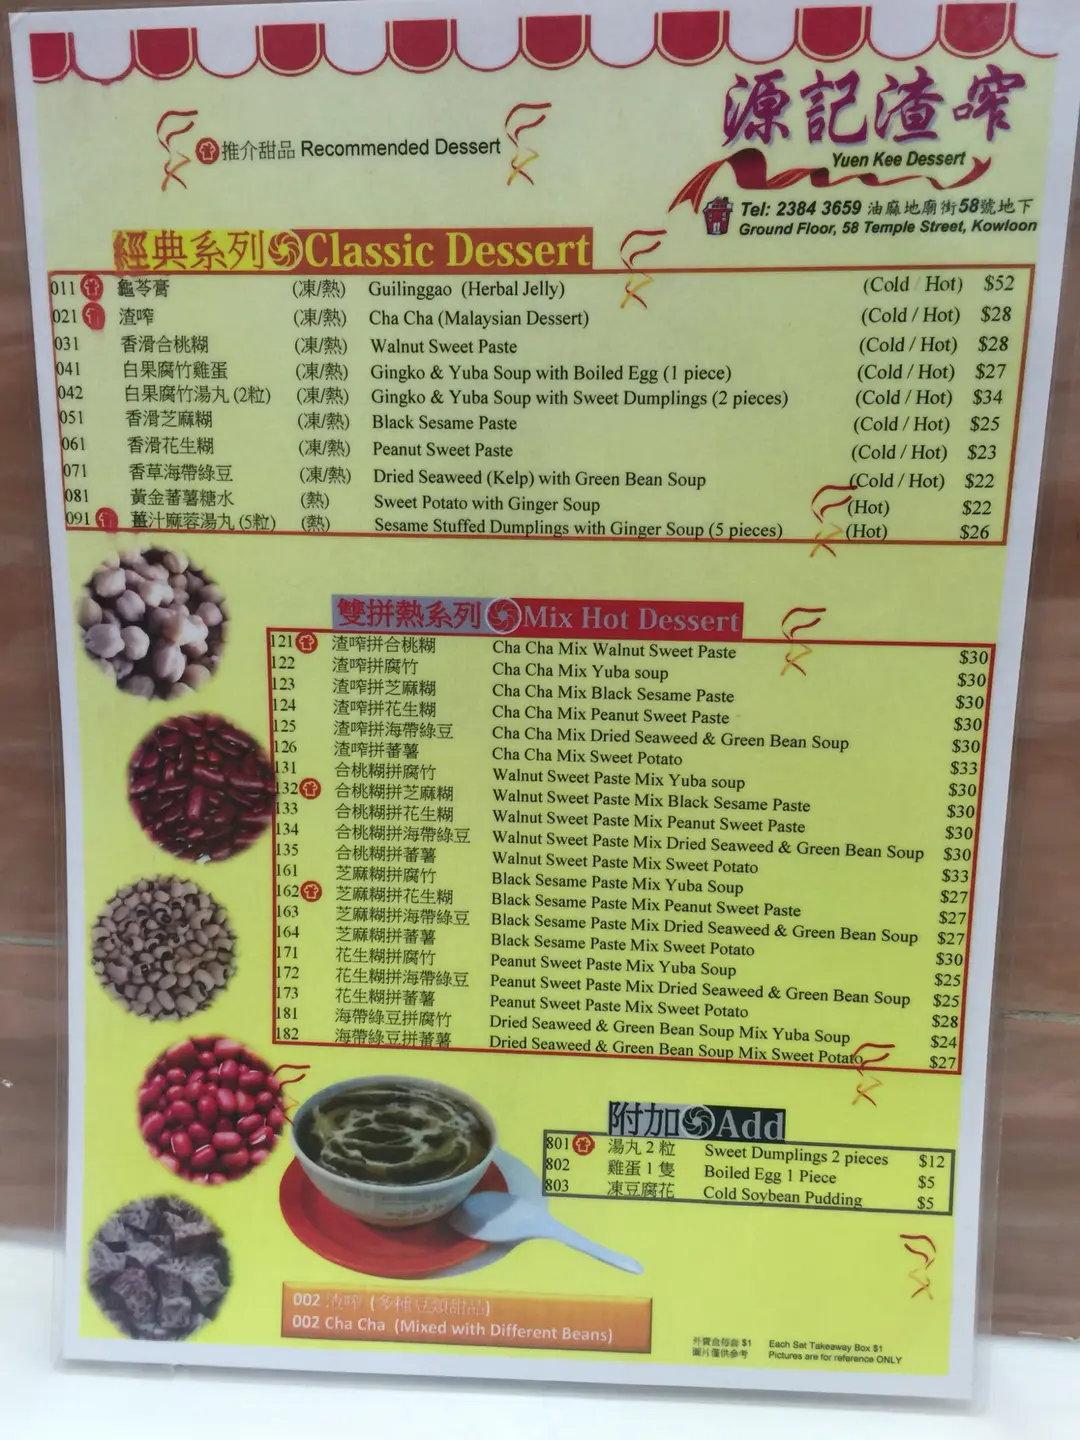 推介甜品 Recommended Dessert
源記渣咋
Yuen Kee Dessert
Tel: 2384 3659 油麻地廟街58號地下
Ground Floor, 58 Temple Street, Kowloon
經典系列 Classic Dessert
011 龜苓膏 (凍/熱) Guilinggao (Herbal Jelly) (Cold / Hot) $52
021 渣咋 (凍/熱) Cha Cha (Malaysian Dessert) (Cold / Hot) $28
031 香滑合桃糊 (凍/熱) Walnut Sweet Paste (Cold / Hot) $28
041 白果腐竹雞蛋 (凍/熱) Gingko & Yuba Soup with Boiled Egg (1 piece) (Cold / Hot) $27
042 白果腐竹湯丸 (2粒) (凍/熱) Gingko & Yuba Soup with Sweet Dumplings (2 pieces) (Cold / Hot) $34
051 香滑芝麻糊 (凍/熱) Black Sesame Paste (Cold / Hot) $25
061 香滑花生糊 (凍/熱) Peanut Sweet Paste (Cold / Hot) $23
071 香草海帶綠豆 (凍/熱) Dried Seaweed (Kelp) with Green Bean Soup (Cold / Hot) $22
081 黃金蕃薯糖水 (熱) Sweet Potato with Ginger Soup (Hot) $22
091 薑汁麻蓉湯丸 (5粒) (熱) Sesame Stuffed Dumplings with Ginger Soup (5 pieces) (Hot) $26
雙拼熱系列 Mix Hot Dessert
121 渣咋拼合桃糊 Cha Cha Mix Walnut Sweet Paste $30
122 渣咋拼腐竹 Cha Cha Mix Yuba soup $30
123 渣咋拼芝麻糊 Cha Cha Mix Black Sesame Paste $30
124 渣咋拼花生糊 Cha Cha Mix Peanut Sweet Paste $30
125 渣咋拼海帶綠豆 Cha Cha Mix Dried Seaweed & Green Bean Soup $30
126 渣咋拼蕃薯 Cha Cha Mix Sweet Potato $33
131 合桃糊拼腐竹 Walnut Sweet Paste Mix Yuba soup $30
132 合桃糊拼芝麻糊 Walnut Sweet Paste Mix Black Sesame Paste $30
133 合桃糊拼花生糊 Walnut Sweet Paste Mix Peanut Sweet Paste $30
134 合桃糊拼海帶綠豆 Walnut Sweet Paste Mix Dried Seaweed & Green Bean Soup $30
135 合桃糊拼蕃薯 Walnut Sweet Paste Mix Sweet Potato $33
161 芝麻糊拼腐竹 Black Sesame Paste Mix Yuba Soup $27
162 芝麻糊拼花生糊 Black Sesame Paste Mix Peanut Sweet Paste $27
163 芝麻糊拼海帶綠豆 Black Sesame Paste Mix Dried Seaweed & Green Bean Soup $27
164 芝麻糊拼蕃薯 Black Sesame Paste Mix Sweet Potato $30
171 花生糊拼腐竹 Peanut Sweet Paste Mix Yuba Soup $25
172 花生糊拼海帶綠豆 Peanut Sweet Paste Mix Dried Seaweed & Green Bean Soup $25
173 花生糊拼蕃薯 Peanut Sweet Paste Mix Sweet Potato $28
181 海帶綠豆拼腐竹 Dried Seaweed & Green Bean Soup Mix Yuba Soup $24
182 海帶綠豆拼蕃薯 Dried Seaweed & Green Bean Soup Mix Sweet Potato $27
附加 Add
801 湯丸 2 粒 Sweet Dumplings 2 pieces $12
802 雞蛋 1 隻 Boiled Egg 1 Piece $5
803 凍豆腐花 Cold Soybean Pudding $5
002 渣咋 (多種豆類甜品)
002 Cha Cha (Mixed with Different Beans)
外賣盒每套 $1 Each Set Takeaway Box $1
圖片僅供參考 Pictures are for reference ONLY